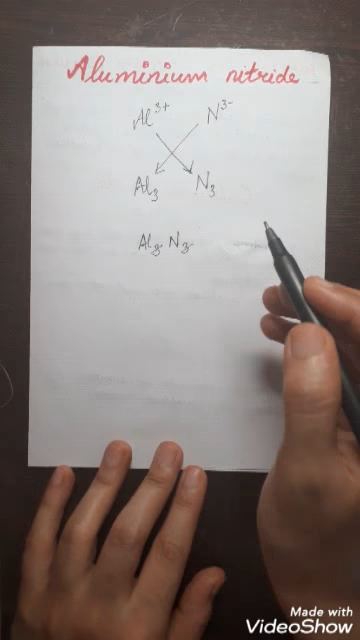 Aluminium nitride
Al³⁺ N³⁻
Al₃ N₃
Al₃ N₃
Made with
VideoShow